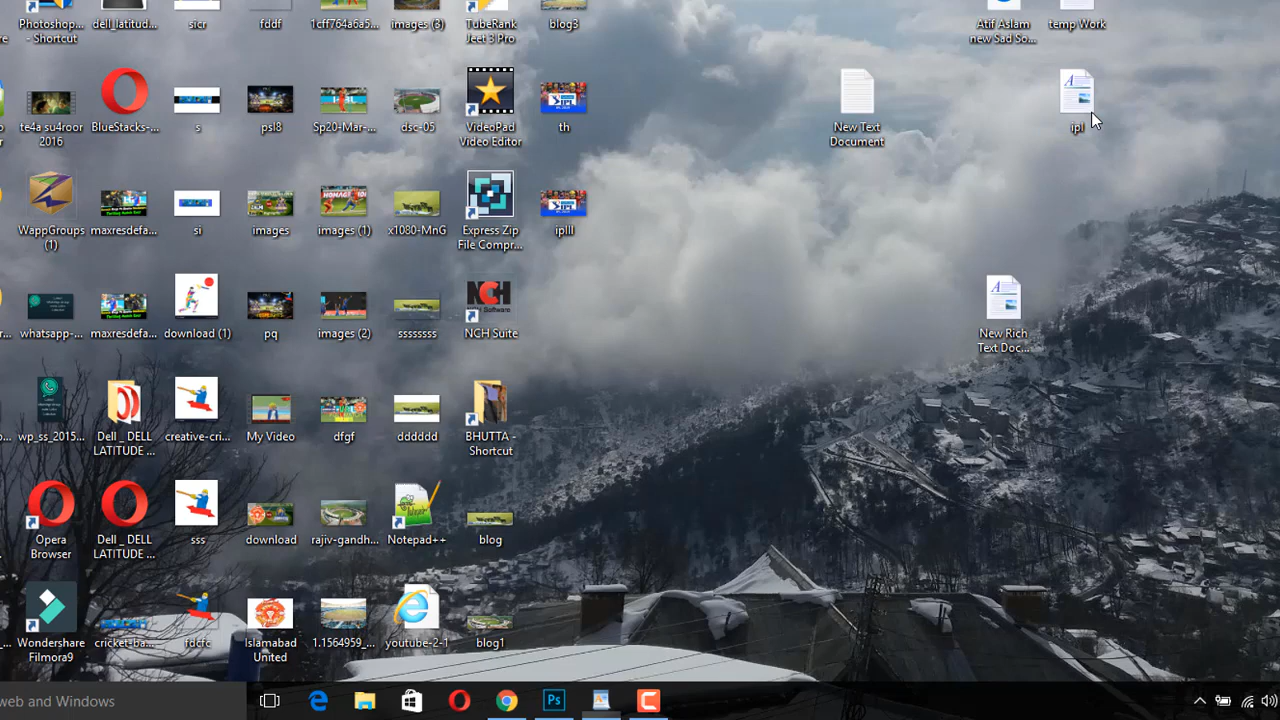 Photoshop...
- Shortcut
dell_latitud...
sicr
fddf
1cff764a6a5...
images (3)
TubeRank
Jeet 3 Pro
blog3
Atif Aslam
new Sad So...
temp Work
te4a su4roor
2016
BlueStacks-...
s
psl8
Sp20-Mar-...
dsc-05
VideoPad
Video Editor
th
New Text
Document
ipl
WappGroups
(1)
maxresdefa...
si
images
images (1)
x1080-MnG
Express Zip
File Compr...
iplll
whatsapp-...
maxresdefa...
download (1)
pq
images (2)
ssssssss
NCH
NCH Suite
New Rich
Text Doc...
wp_ss_2015...
Dell _ DELL
LATITUDE ...
creative-cri...
My Video
dfgf
dddddd
BHUTTA -
Shortcut
Opera
Browser
Dell _ DELL
LATITUDE ...
sss
download
rajiv-gandh...
Notepad++
blog
Wondershare
Filmora9
cricket-ba...
fdcfc
Islamabad
United
1.1564959_...
youtube-2-1
blog1
web and Windows
Ps